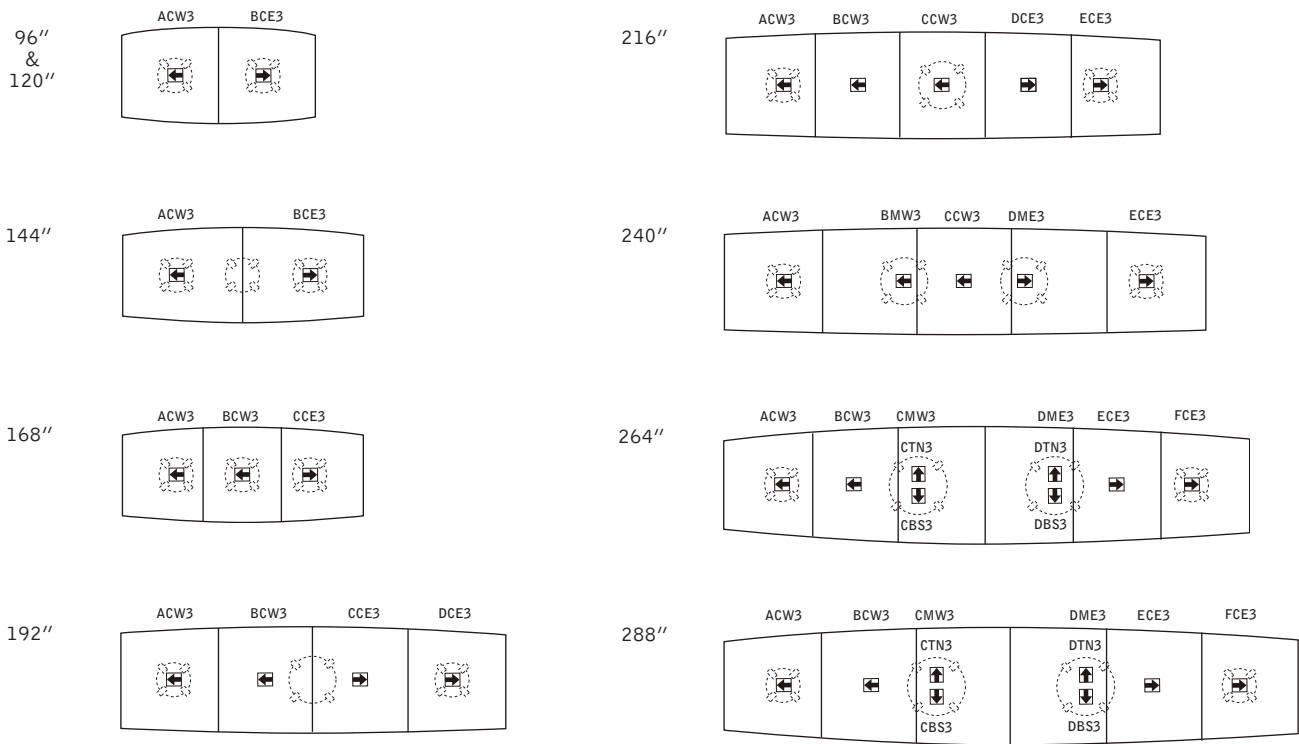 96″
&
120″
ACW3 BCE3
144″
ACW3 BCE3
168″
ACW3 BCW3 CCE3
192″
ACW3 BCW3 CCE3 DCE3
216″
ACW3 BCW3 CCW3 DCE3 ECE3
240″
ACW3 BMW3 CCW3 DME3 ECE3
264″
ACW3 BCW3 CMW3 DME3 ECE3 FCE3
CTN3 DTN3
CBS3 DBS3
288″
ACW3 BCW3 CMW3 DME3 ECE3 FCE3
CTN3 DTN3
CBS3 DBS3